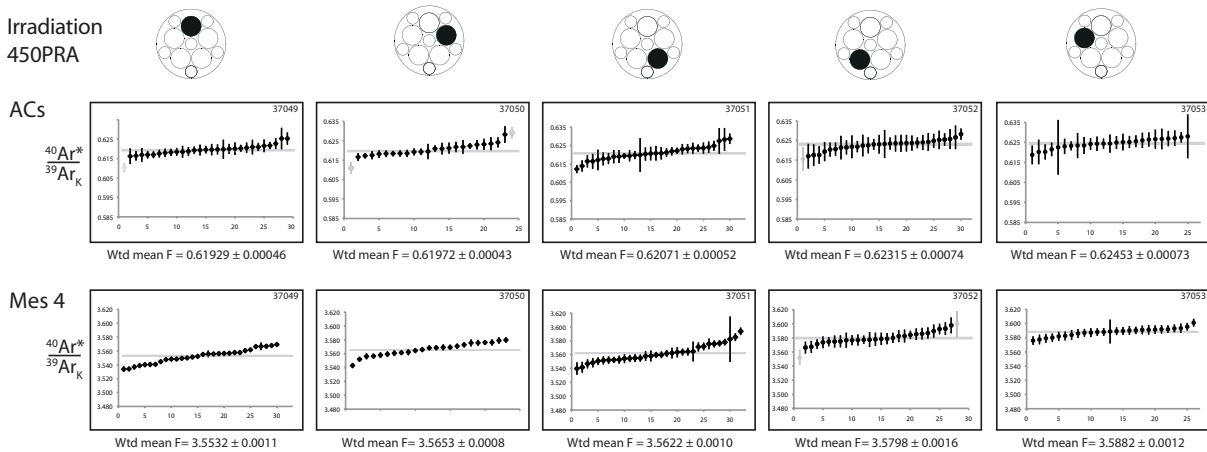 Irradiation
450PRA
ACs
40Ar*
39ArK
37049
0.625
0.615
0.605
0.595
0.585
0 5 10 15 20 25 30
Wtd mean F = 0.61929 ± 0.00046
37050
0.635
0.625
0.615
0.605
0.595
0.585
0 5 10 15 20 25
Wtd mean F = 0.61972 ± 0.00043
37051
0.635
0.625
0.615
0.605
0.595
0.585
0 5 10 15 20 25 30
Wtd mean F = 0.62071 ± 0.00052
37052
0.635
0.625
0.615
0.605
0.595
0.585
0 5 10 15 20 25 30
Wtd mean F = 0.62315 ± 0.00074
37053
0.635
0.625
0.615
0.605
0.595
0.585
0 5 10 15 20 25
Wtd mean F = 0.62453 ± 0.00073
Mes 4
40Ar*
39ArK
37049
3.620
3.600
3.580
3.560
3.540
3.520
3.500
3.480
0 5 10 15 20 25 30
Wtd mean F= 3.5532 ± 0.0011
37050
3.620
3.600
3.580
3.560
3.540
3.520
3.500
3.480
Wtd mean F= 3.5653 ± 0.0008
37051
3.620
3.600
3.580
3.560
3.540
3.520
3.500
3.480
0 5 10 15 20 25 30
Wtd mean F= 3.5622 ± 0.0010
37052
3.620
3.600
3.580
3.560
3.540
3.520
3.500
3.480
0 5 10 15 20 25 30
Wtd mean F= 3.5798 ± 0.0016
37053
3.620
3.600
3.580
3.560
3.540
3.520
3.500
3.480
0 5 10 15 20 25
Wtd mean F= 3.5882 ± 0.0012